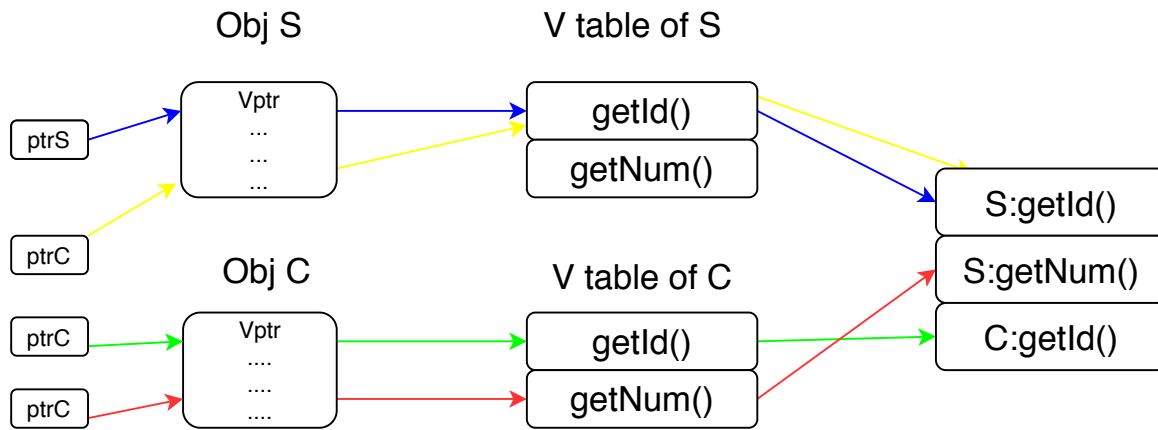 Obj S
V table of S
ptrS
Vptr
...
...
...
getId()
getNum()
ptrC
S:getId()
S:getNum()
C:getId()
Obj C
V table of C
ptrC
Vptr
....
....
....
getId()
getNum()
ptrC